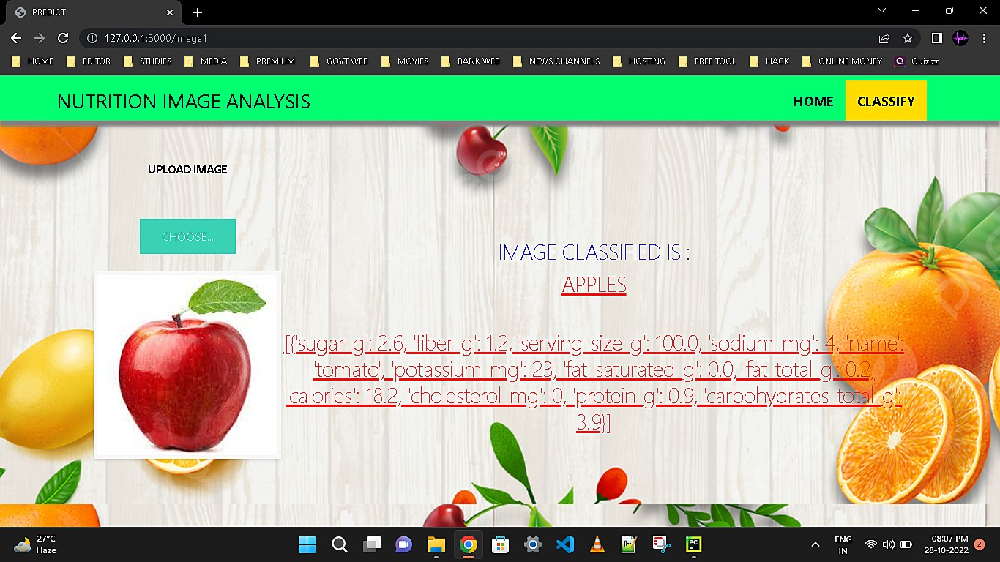 PREDICT
127.0.0.1:5000/image1
HOME EDITOR STUDIES MEDIA PREMIUM GOVT WEB MOVIES BANK WEB NEWS CHANNELS HOSTING FREE TOOL HACK ONLINE MONEY Quizizz
NUTRITION IMAGE ANALYSIS HOME CLASSIFY
UPLOAD IMAGE
CHOOSE...
IMAGE CLASSIFIED IS :
APPLES
[{'sugar_g': 2.6, 'fiber_g': 1.2, 'serving_size_g': 100.0, 'sodium_mg': 4, 'name':
'tomato', 'potassium_mg': 23, 'fat_saturated_g': 0.0, 'fat_total_g': 0.2,
'calories': 18.2, 'cholesterol_mg': 0, 'protein_g': 0.9, 'carbohydrates_total_g':
3.9}]
27°C
Haze
PC
ENG
IN
08:07 PM
28-10-2022
2